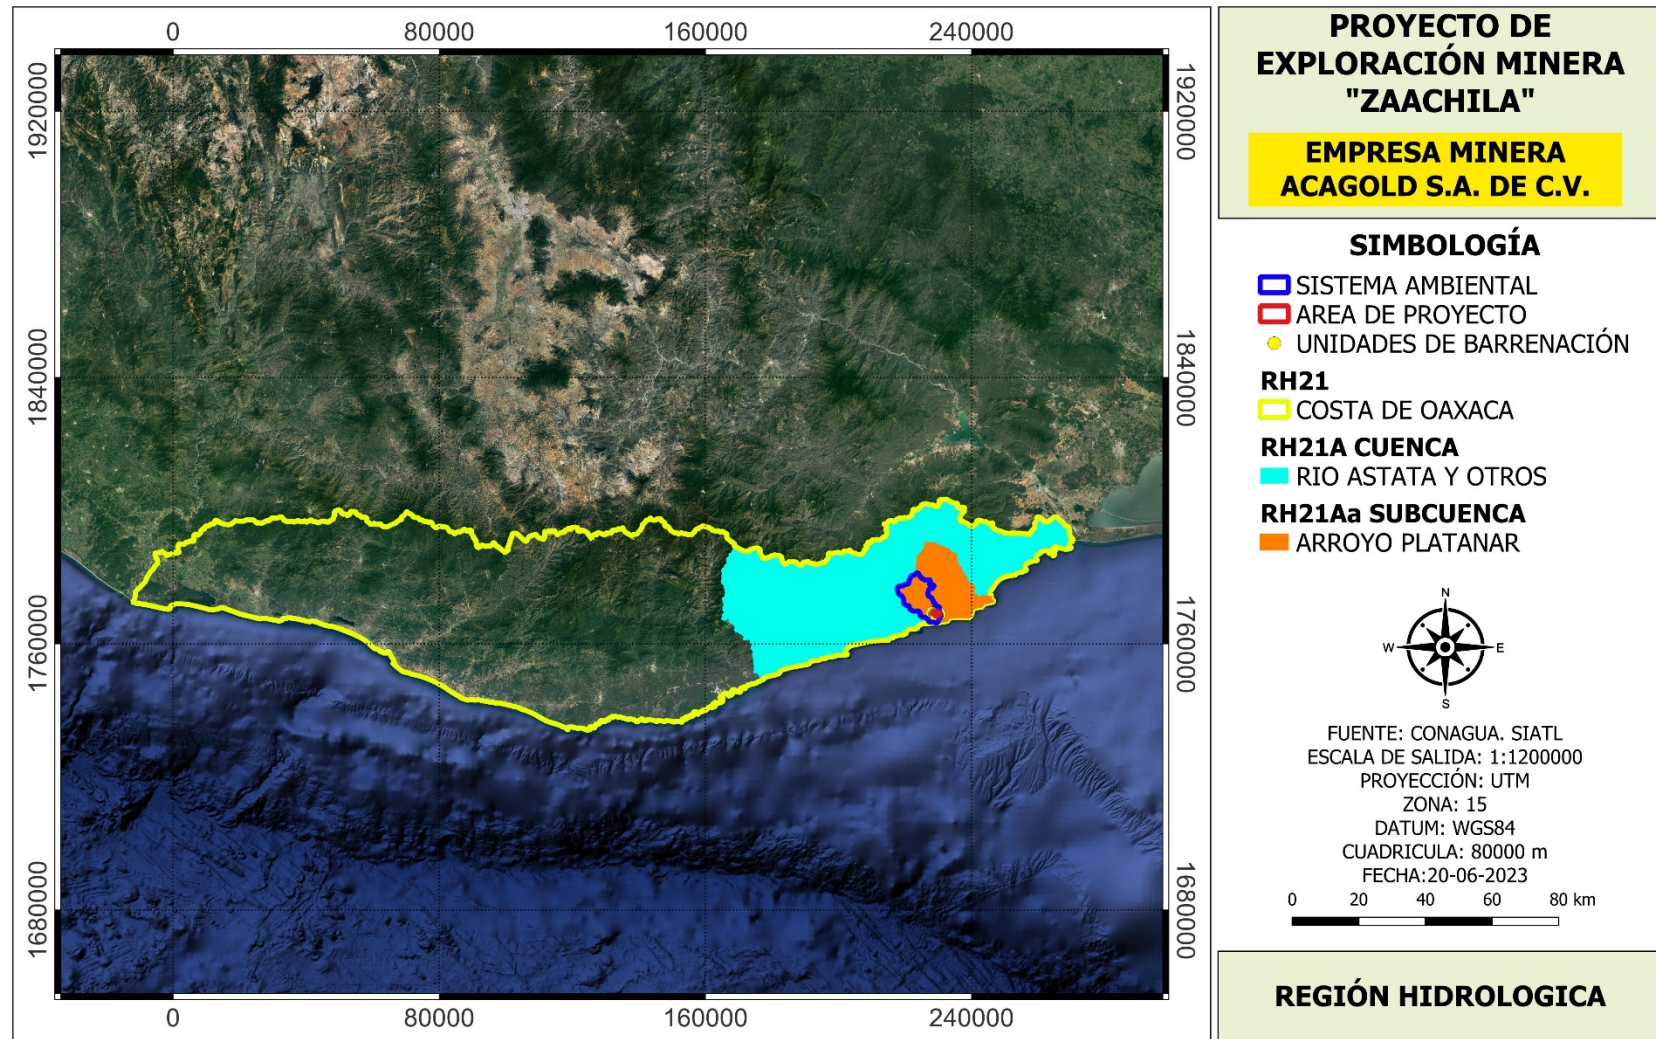 0 80000 160000 240000
1920000 1920000
1840000 1840000
1760000 1760000
1680000 1680000
0 80000 160000 240000
PROYECTO DE
EXPLORACIÓN MINERA
"ZAACHILA"
EMPRESA MINERA
ACAGOLD S.A. DE C.V.
SIMBOLOGÍA
SISTEMA AMBIENTAL
AREA DE PROYECTO
UNIDADES DE BARRENACIÓN
RH21
COSTA DE OAXACA
RH21A CUENCA
RIO ASTATA Y OTROS
RH21Aa SUBCUENCA
ARROYO PLATANAR
N
W E
S
FUENTE: CONAGUA. SIATL
ESCALA DE SALIDA: 1:1200000
PROYECCIÓN: UTM
ZONA: 15
DATUM: WGS84
CUADRICULA: 80000 m
FECHA:20-06-2023
0 20 40 60 80 km
REGIÓN HIDROLOGICA